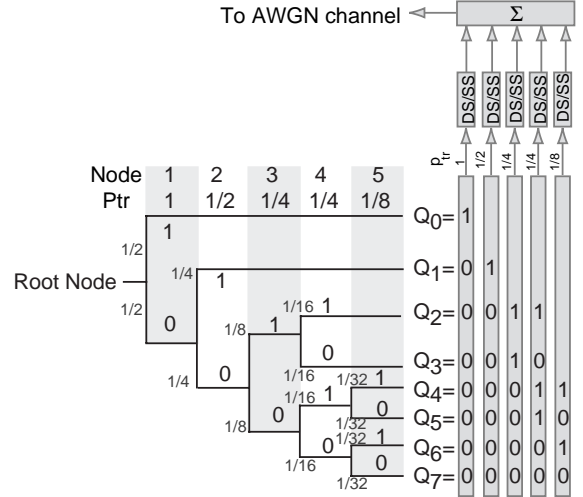 To AWGN channel
Σ
DS/SS DS/SS DS/SS DS/SS DS/SS
Ptr 1 1/2 1/4 1/4 1/8
Node 1 2 3 4 5
Ptr 1 1/2 1/4 1/4 1/8
Q0= 1
1/2 1
1/4 Q1= 0 1
Root Node 1
1/2 1/16 1 Q2= 0 0 1 1
0 1/8 1
0 0 Q3= 0 0 1 0
1/4 1/16 1/32 1 Q4= 0 0 0 1 1
1/16 1 0 Q5= 0 0 0 1 0
1/8 0 1/32
1/32 1 Q6= 0 0 0 0 1
0 0
1/16 1/32 Q7= 0 0 0 0 0